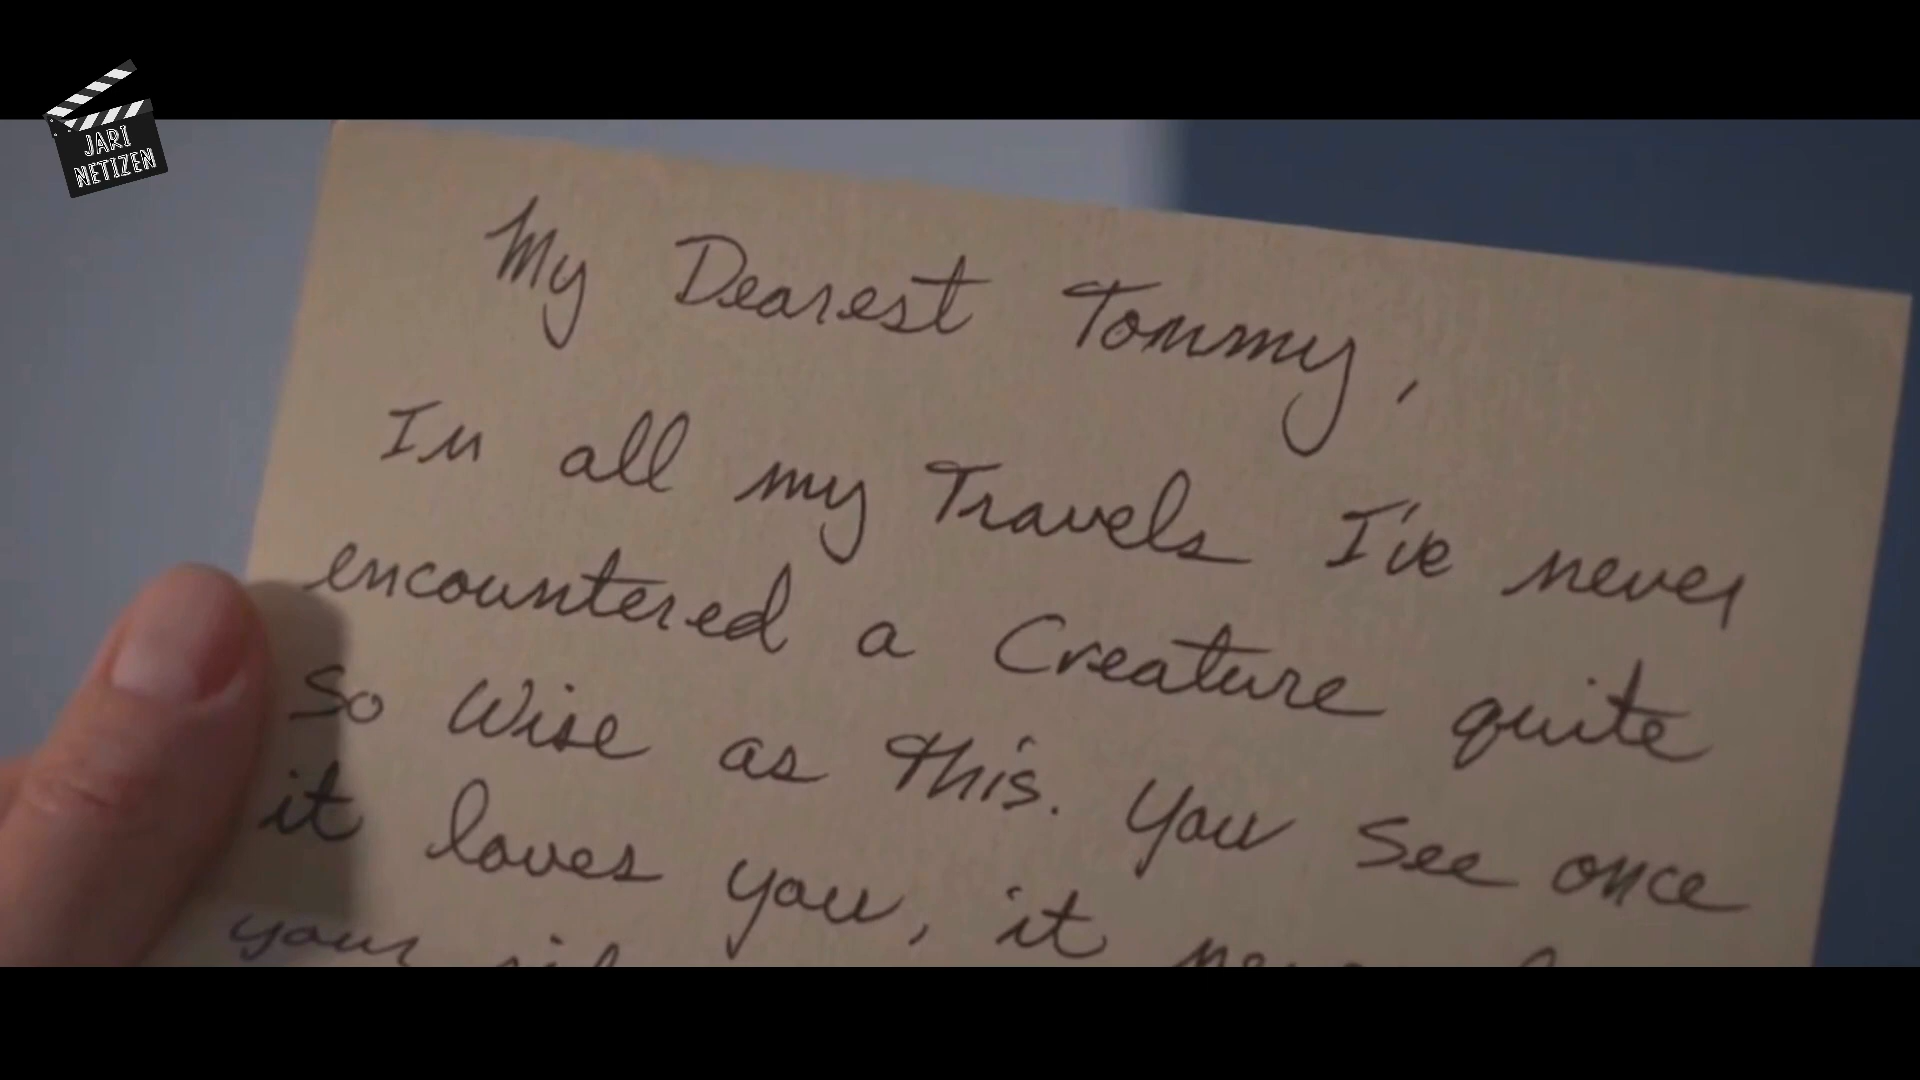 JARI
NETIZEN
My Dearest Tommy,
In all my Travels I've never
encountered a Creature quite
so Wise as this. You See once
it loves you, it
your